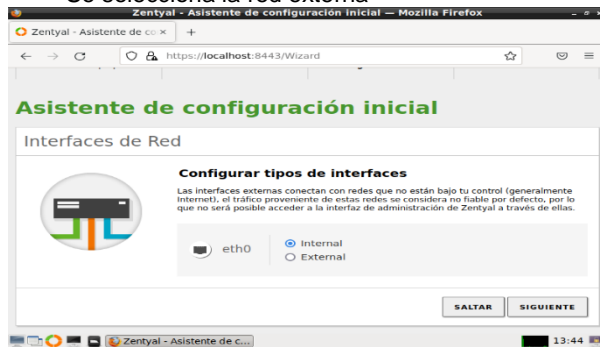 Se selecciona la red externa
Zentyal - Asistente de configuración inicial — Mozilla Firefox
Zentyal - Asistente de co
https://localhost:8443/Wizard
Asistente de configuración inicial
Interfaces de Red
Configurar tipos de interfaces
Las interfaces externas conectan con redes que no están bajo tu control (generalmente
Internet), el tráfico proveniente de estas redes se considera no fiable por defecto, por lo
que no será posible acceder a la interfaz de administración de Zentyal a través de ellas.
eth0
Internal
External
SALTAR
SIGUIENTE
Zentyal - Asistente de c...
13:44